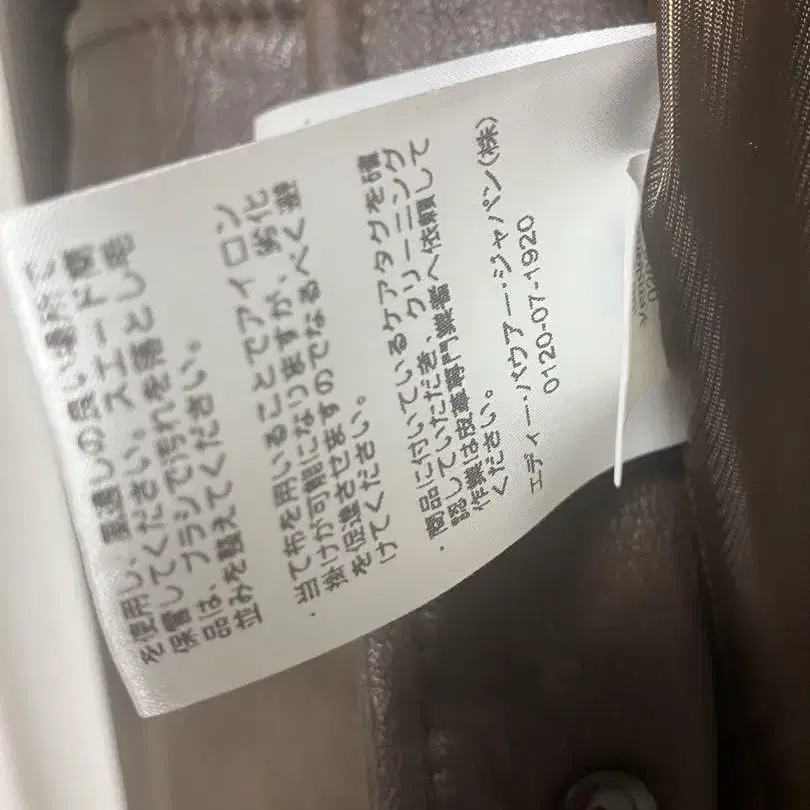 を使用し、風通しの良い場所で
保管してください。スエード関
品は、ブラシで汚れを落とし毛
並みを整えてください。
・当て布を用いることでアイロン
掛けが可能になりますが、劣化
を促進させますのでなるべく避
けてください。
・商品に付いているケアタグを確
認していただき、クリーニング
作業は皮革専門業者へ依頼して
ください。
エディー・バウアー・ジャパン(株)
0120-07-1920